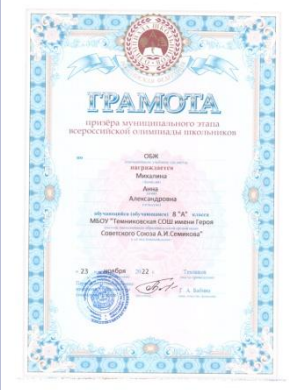 ГРАМОТА
призёра муниципального этапа
всероссийской олимпиады школьников
по ОБЖ
награждается
Михалина
Анна
Александровна
обучающийся (обучающаяся) 8 "А" класса
МБОУ "Темниковская СОШ имени Героя
Советского Союза А.И.Семикова"
« 23 » ноября 2022 г.